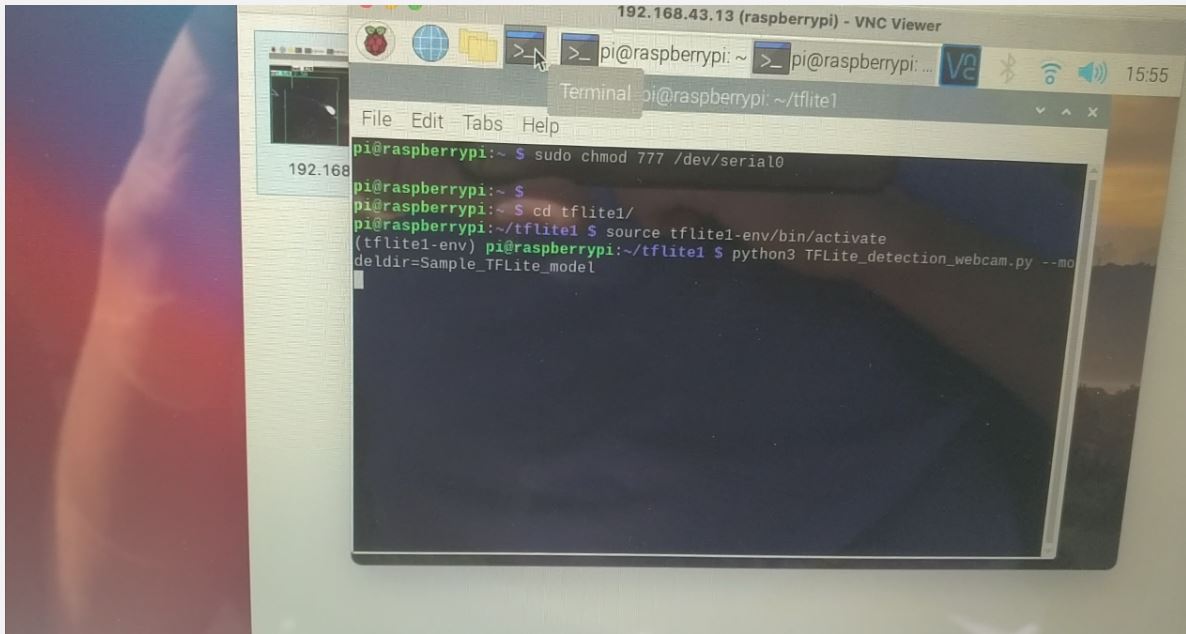 192.168.43.13 (raspberrypi) - VNC Viewer
pi@raspberrypi: ~
pi@raspberrypi: ...
15:55
Terminal
pi@raspberrypi: ~/tflite1
File Edit Tabs Help
192.168
pi@raspberrypi:~ $ sudo chmod 777 /dev/serial0
pi@raspberrypi:~ $
pi@raspberrypi:~ $ cd tflite1/
pi@raspberrypi:~/tflite1 $ source tflite1-env/bin/activate
(tflite1-env) pi@raspberrypi:~/tflite1 $ python3 TFLite_detection_webcam.py --mo
deldir=Sample_TFLite_model